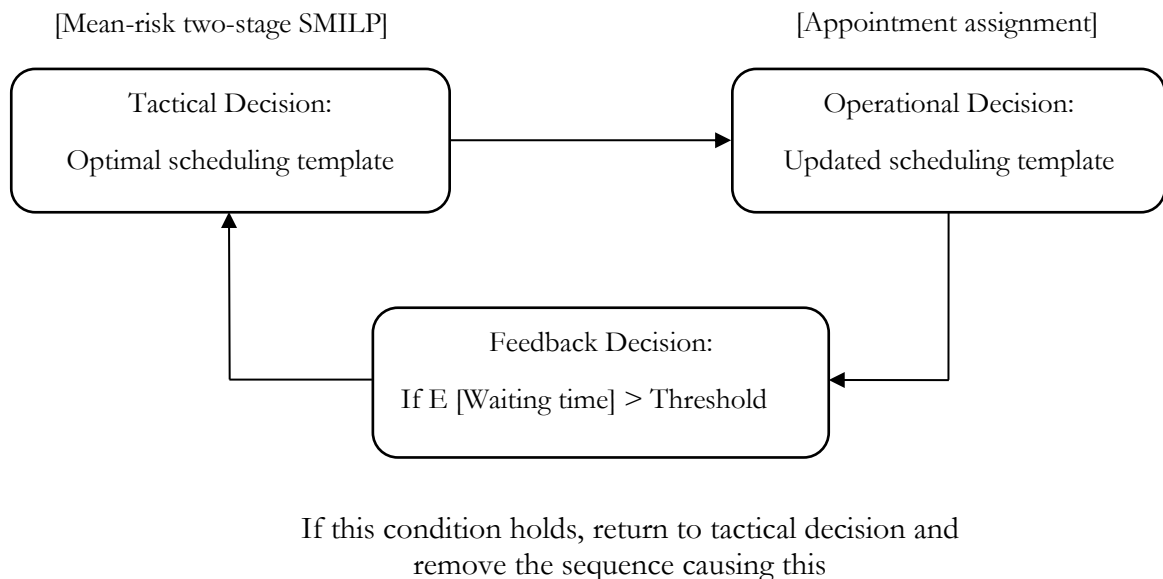 [Mean-risk two-stage SMILP]
[Appointment assignment]
Tactical Decision:
Optimal scheduling template
Operational Decision:
Updated scheduling template
Feedback Decision:
If E [Waiting time] > Threshold
If this condition holds, return to tactical decision and
remove the sequence causing this